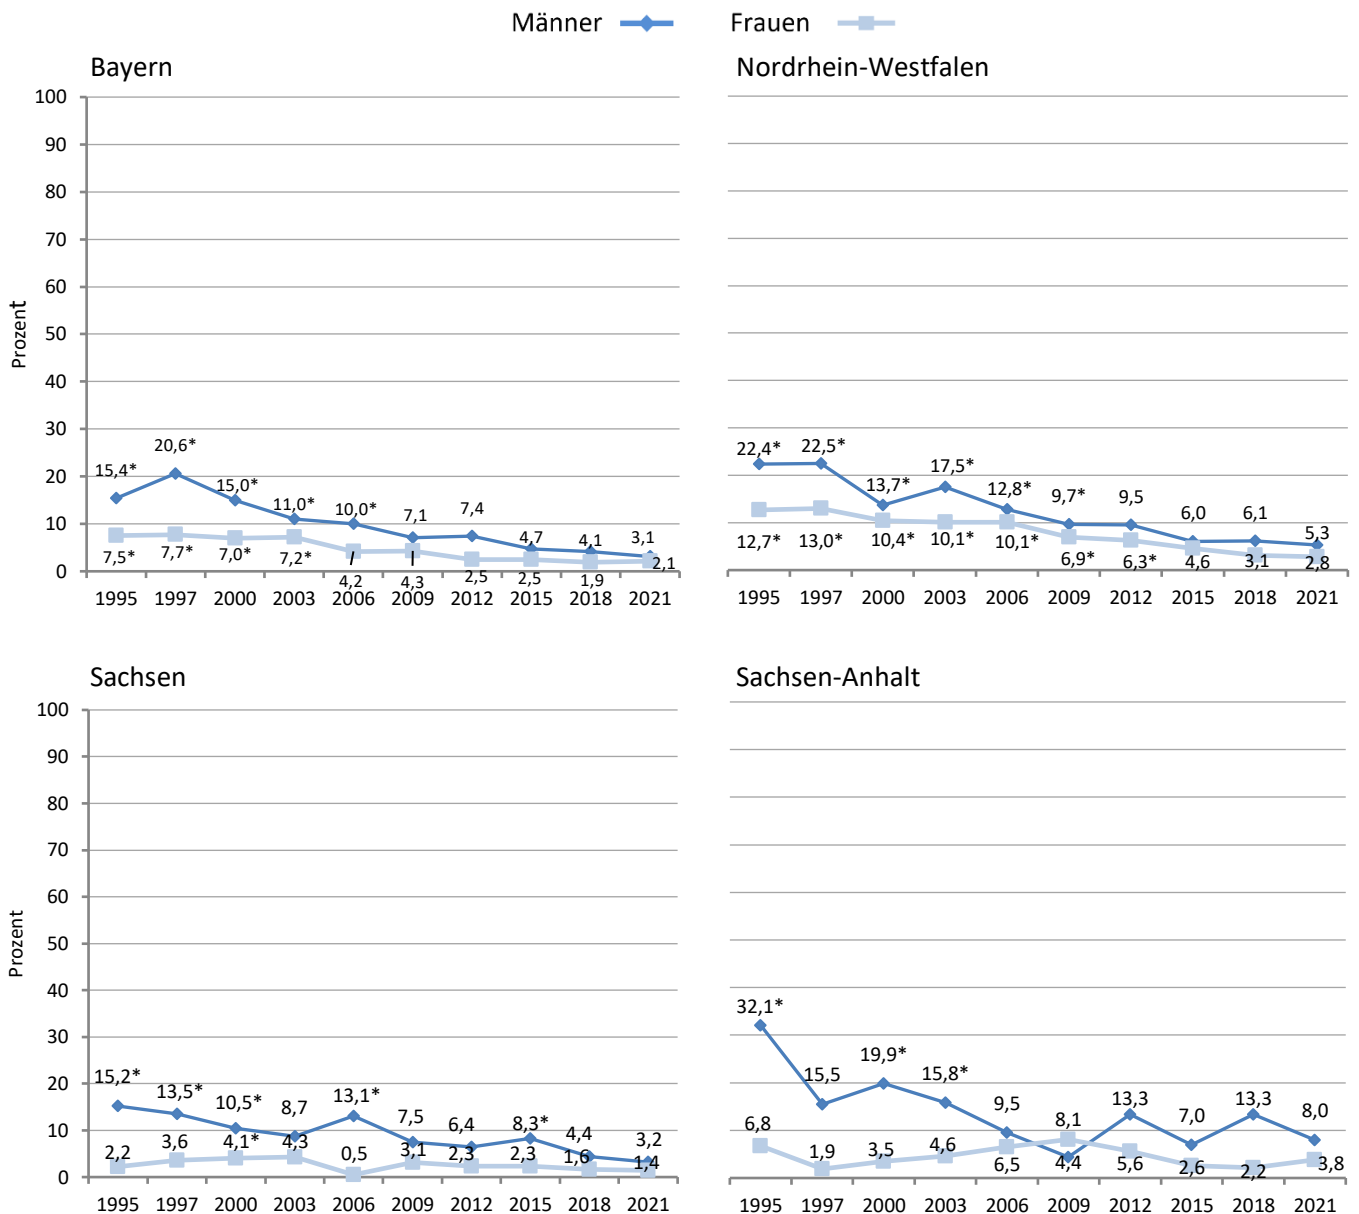 Männer Frauen
Bayern
Nordrhein-Westfalen
100
90
80
70
60
50
40
30
20
10
0
Prozent
15,4* 20,6* 15,0* 11,0* 10,0* 7,1 7,4 4,7 4,1 3,1
7,5* 7,7* 7,0* 7,2* 4,2 4,3 2,5 2,5 1,9 2,1
1995 1997 2000 2003 2006 2009 2012 2015 2018 2021
22,4* 22,5* 13,7* 17,5* 12,8* 9,7* 9,5 6,0 6,1 5,3
12,7* 13,0* 10,4* 10,1* 10,1* 6,9* 6,3* 4,6 3,1 2,8
1995 1997 2000 2003 2006 2009 2012 2015 2018 2021
Sachsen
Sachsen-Anhalt
100
90
80
70
60
50
40
30
20
10
0
Prozent
15,2* 13,5* 10,5* 8,7 13,1* 7,5 6,4 8,3* 4,4 3,2
2,2 3,6 4,1* 4,3 0,5 3,1 2,3 2,3 1,6 1,4
1995 1997 2000 2003 2006 2009 2012 2015 2018 2021
32,1* 15,5 19,9* 15,8* 9,5 4,4 13,3 7,0 13,3 8,0
6,8 1,9 3,5 4,6 6,5 8,1 5,6 2,6 2,2 3,8
1995 1997 2000 2003 2006 2009 2012 2015 2018 2021